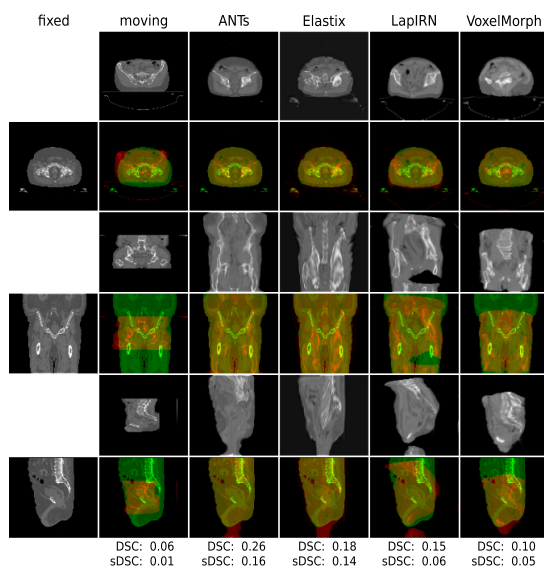 fixed moving ANTs Elastix LapIRN VoxelMorph
DSC: 0.06 DSC: 0.26 DSC: 0.18 DSC: 0.15 DSC: 0.10
sDSC: 0.01 sDSC: 0.16 sDSC: 0.14 sDSC: 0.06 sDSC: 0.05